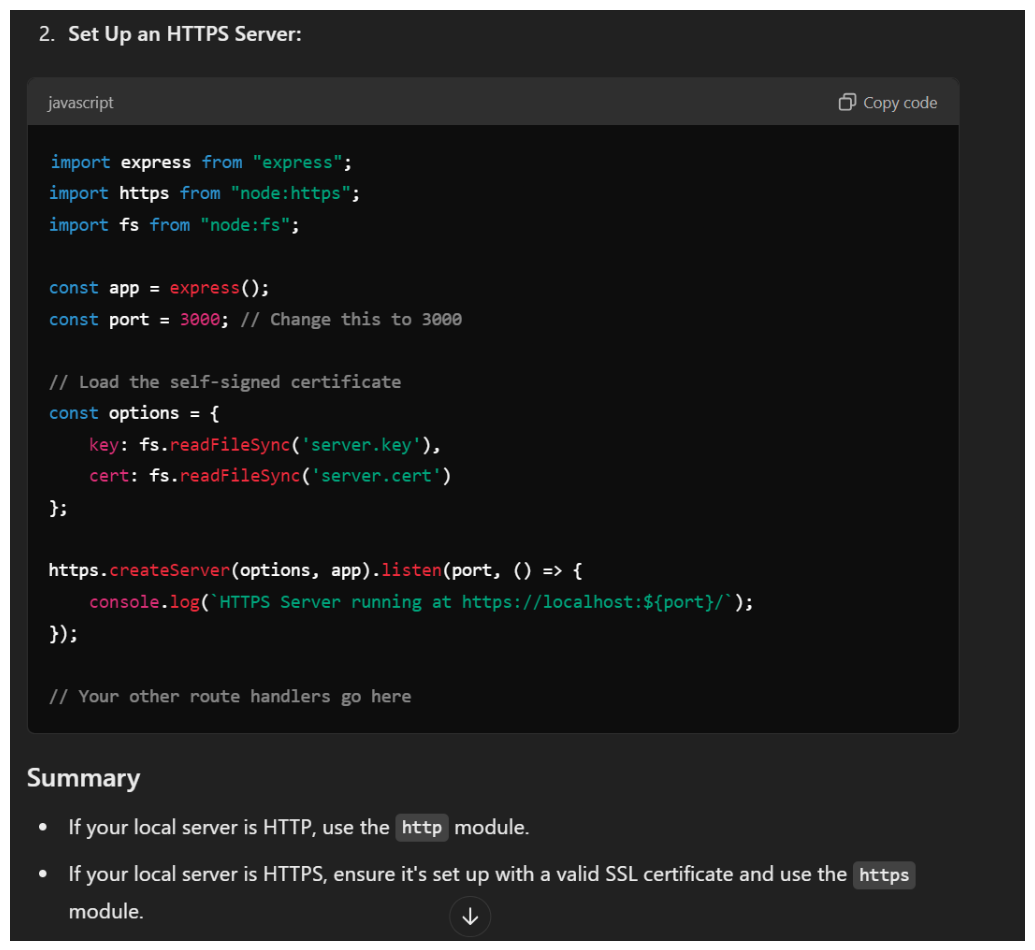 2. Set Up an HTTPS Server:
javascript
Copy code
import express from "express";
import https from "node:https";
import fs from "node:fs";
const app = express();
const port = 3000; // Change this to 3000
// Load the self-signed certificate
const options = {
    key: fs.readFileSync('server.key'),
    cert: fs.readFileSync('server.cert')
};
https.createServer(options, app).listen(port, () => {
    console.log(`HTTPS Server running at https://localhost:${port}/`);
});
// Your other route handlers go here
Summary
• If your local server is HTTP, use the http module.
• If your local server is HTTPS, ensure it's set up with a valid SSL certificate and use the https
module.